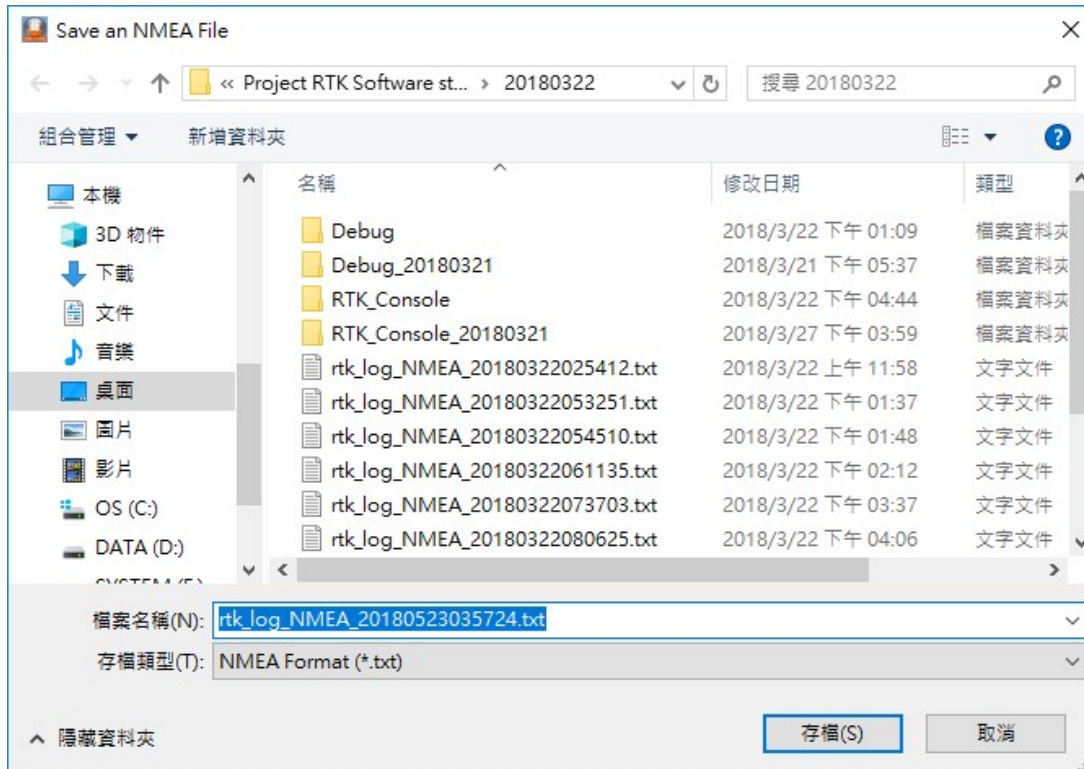 Save an NMEA File
« Project RTK Software st... › 20180322
搜尋 20180322
組合管理
新增資料夾
本機
3D 物件
下載
文件
音樂
桌面
圖片
影片
OS (C:)
DATA (D:)
名稱 修改日期 類型
Debug 2018/3/22 下午 01:09 檔案資料夾
Debug_20180321 2018/3/21 下午 05:37 檔案資料夾
RTK_Console 2018/3/22 下午 04:44 檔案資料夾
RTK_Console_20180321 2018/3/27 下午 03:59 檔案資料夾
rtk_log_NMEA_20180322025412.txt 2018/3/22 上午 11:58 文字文件
rtk_log_NMEA_20180322053251.txt 2018/3/22 下午 01:37 文字文件
rtk_log_NMEA_20180322054510.txt 2018/3/22 下午 01:48 文字文件
rtk_log_NMEA_20180322061135.txt 2018/3/22 下午 02:12 文字文件
rtk_log_NMEA_20180322073703.txt 2018/3/22 下午 03:37 文字文件
rtk_log_NMEA_20180322080625.txt 2018/3/22 下午 04:06 文字文件
檔案名稱(N): rtk_log_NMEA_20180523035724.txt
存檔類型(T): NMEA Format (*.txt)
隱藏資料夾
存檔(S)
取消